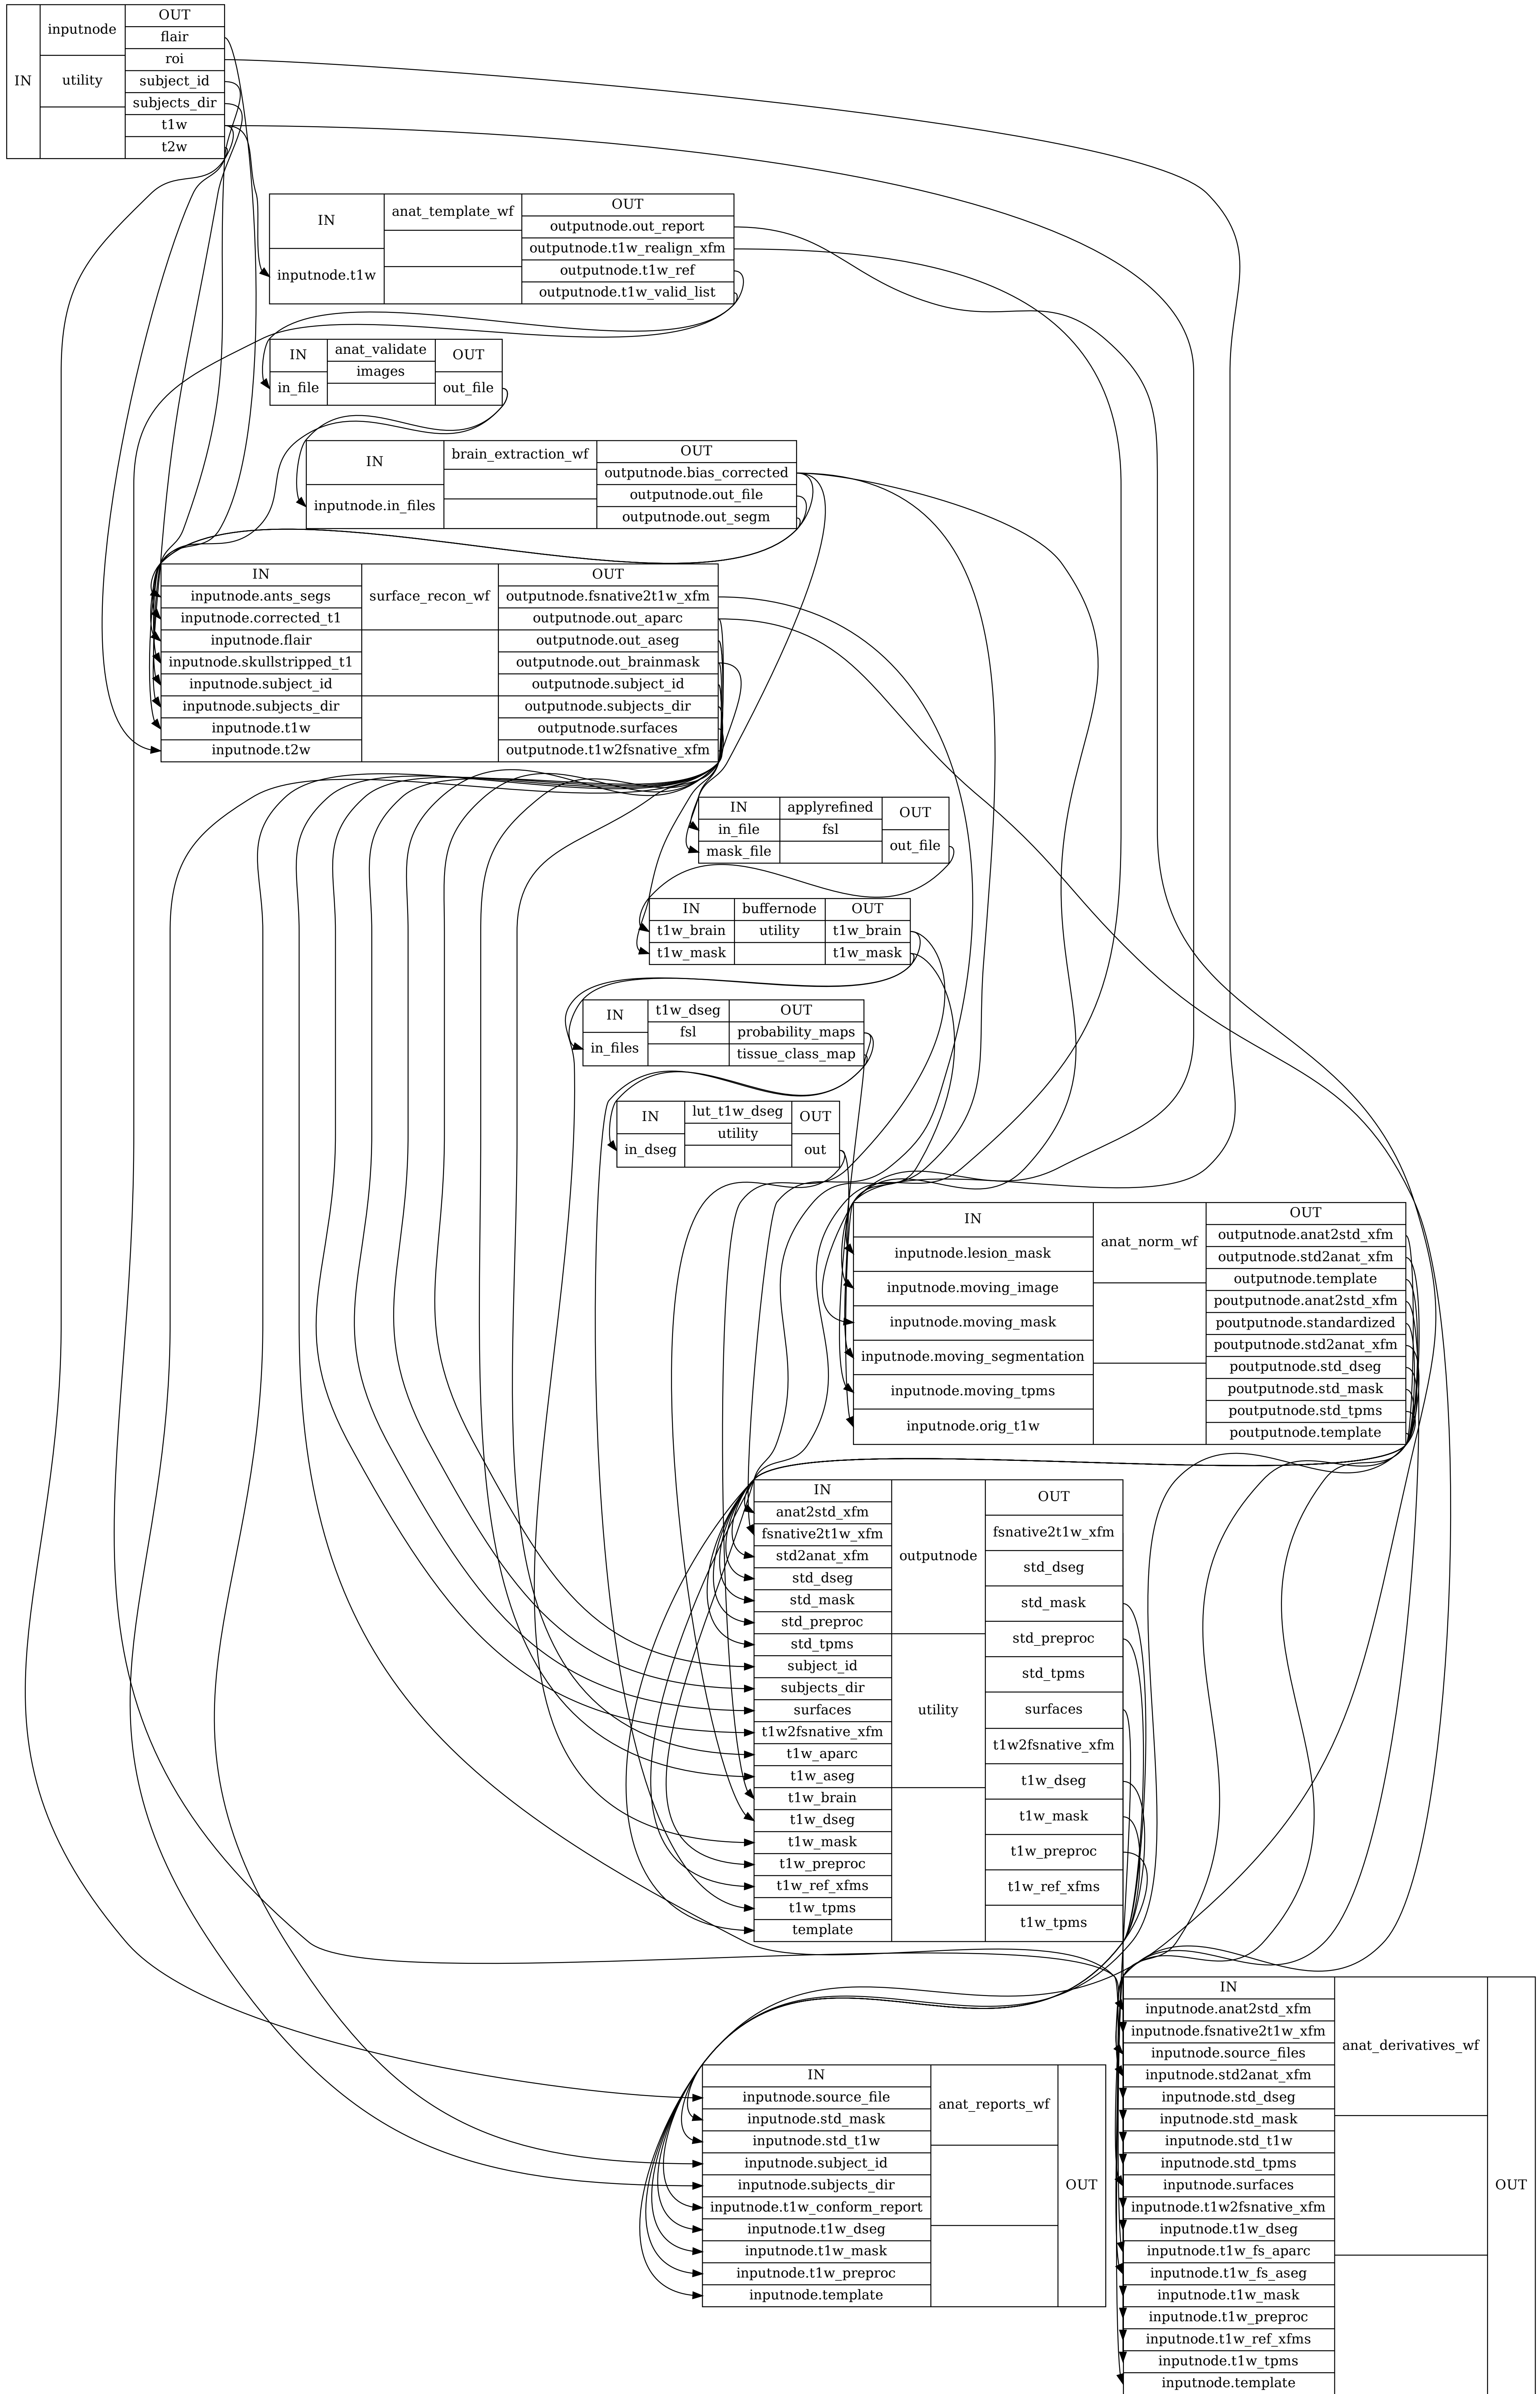 IN
inputnode
utility
OUT
flair
roi
subject_id
subjects_dir
t1w
t2w
IN
inputnode.t1w
anat_template_wf
OUT
outputnode.out_report
outputnode.t1w_realign_xfm
outputnode.t1w_ref
outputnode.t1w_valid_list
IN
in_file
anat_validate
images
OUT
out_file
IN
inputnode.in_files
brain_extraction_wf
OUT
outputnode.bias_corrected
outputnode.out_file
outputnode.out_segm
IN
inputnode.ants_segs
inputnode.corrected_t1
inputnode.flair
inputnode.skullstripped_t1
inputnode.subject_id
inputnode.subjects_dir
inputnode.t1w
inputnode.t2w
surface_recon_wf
OUT
outputnode.fsnative2t1w_xfm
outputnode.out_aparc
outputnode.out_aseg
outputnode.out_brainmask
outputnode.subject_id
outputnode.subjects_dir
outputnode.surfaces
outputnode.t1w2fsnative_xfm
IN
in_file
mask_file
applyrefined
fsl
OUT
out_file
IN
t1w_brain
t1w_mask
buffernode
utility
OUT
t1w_brain
t1w_mask
IN
in_files
t1w_dseg
fsl
OUT
probability_maps
tissue_class_map
IN
in_dseg
lut_t1w_dseg
utility
OUT
out
IN
inputnode.lesion_mask
inputnode.moving_image
inputnode.moving_mask
inputnode.moving_segmentation
inputnode.moving_tpms
inputnode.orig_t1w
anat_norm_wf
OUT
outputnode.anat2std_xfm
outputnode.std2anat_xfm
outputnode.template
poutputnode.anat2std_xfm
poutputnode.standardized
poutputnode.std2anat_xfm
poutputnode.std_dseg
poutputnode.std_mask
poutputnode.std_tpms
poutputnode.template
IN
anat2std_xfm
fsnative2t1w_xfm
std2anat_xfm
std_dseg
std_mask
std_preproc
std_tpms
subject_id
subjects_dir
surfaces
t1w2fsnative_xfm
t1w_aparc
t1w_aseg
t1w_brain
t1w_dseg
t1w_mask
t1w_preproc
t1w_ref_xfms
t1w_tpms
template
outputnode
utility
OUT
fsnative2t1w_xfm
std_dseg
std_mask
std_preproc
std_tpms
surfaces
t1w2fsnative_xfm
t1w_dseg
t1w_mask
t1w_preproc
t1w_ref_xfms
t1w_tpms
IN
inputnode.source_file
inputnode.std_mask
inputnode.std_t1w
inputnode.subject_id
inputnode.subjects_dir
inputnode.t1w_conform_report
inputnode.t1w_dseg
inputnode.t1w_mask
inputnode.t1w_preproc
inputnode.template
anat_reports_wf
OUT
IN
inputnode.anat2std_xfm
inputnode.fsnative2t1w_xfm
inputnode.source_files
inputnode.std2anat_xfm
inputnode.std_dseg
inputnode.std_mask
inputnode.std_t1w
inputnode.std_tpms
inputnode.surfaces
inputnode.t1w2fsnative_xfm
inputnode.t1w_dseg
inputnode.t1w_fs_aparc
inputnode.t1w_fs_aseg
inputnode.t1w_mask
inputnode.t1w_preproc
inputnode.t1w_ref_xfms
inputnode.t1w_tpms
inputnode.template
anat_derivatives_wf
OUT